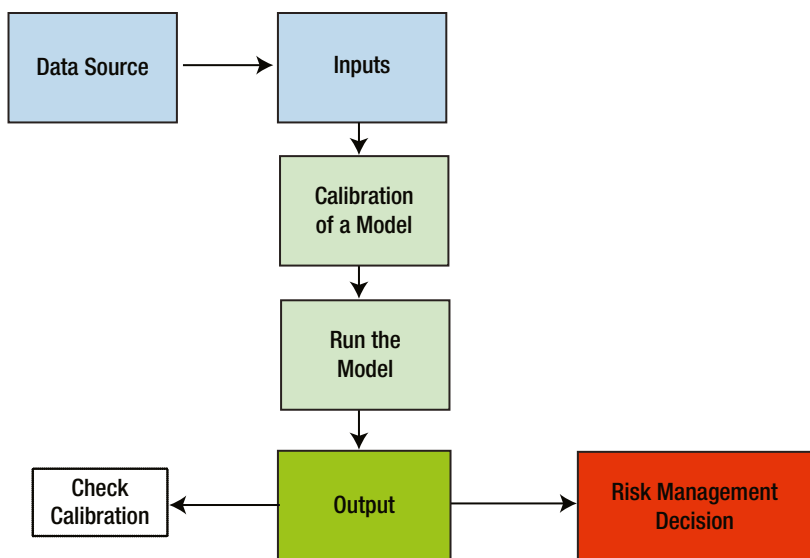 Data Source
Inputs
Calibration
of a Model
Run the
Model
Check
Calibration
Output
Risk Management
Decision